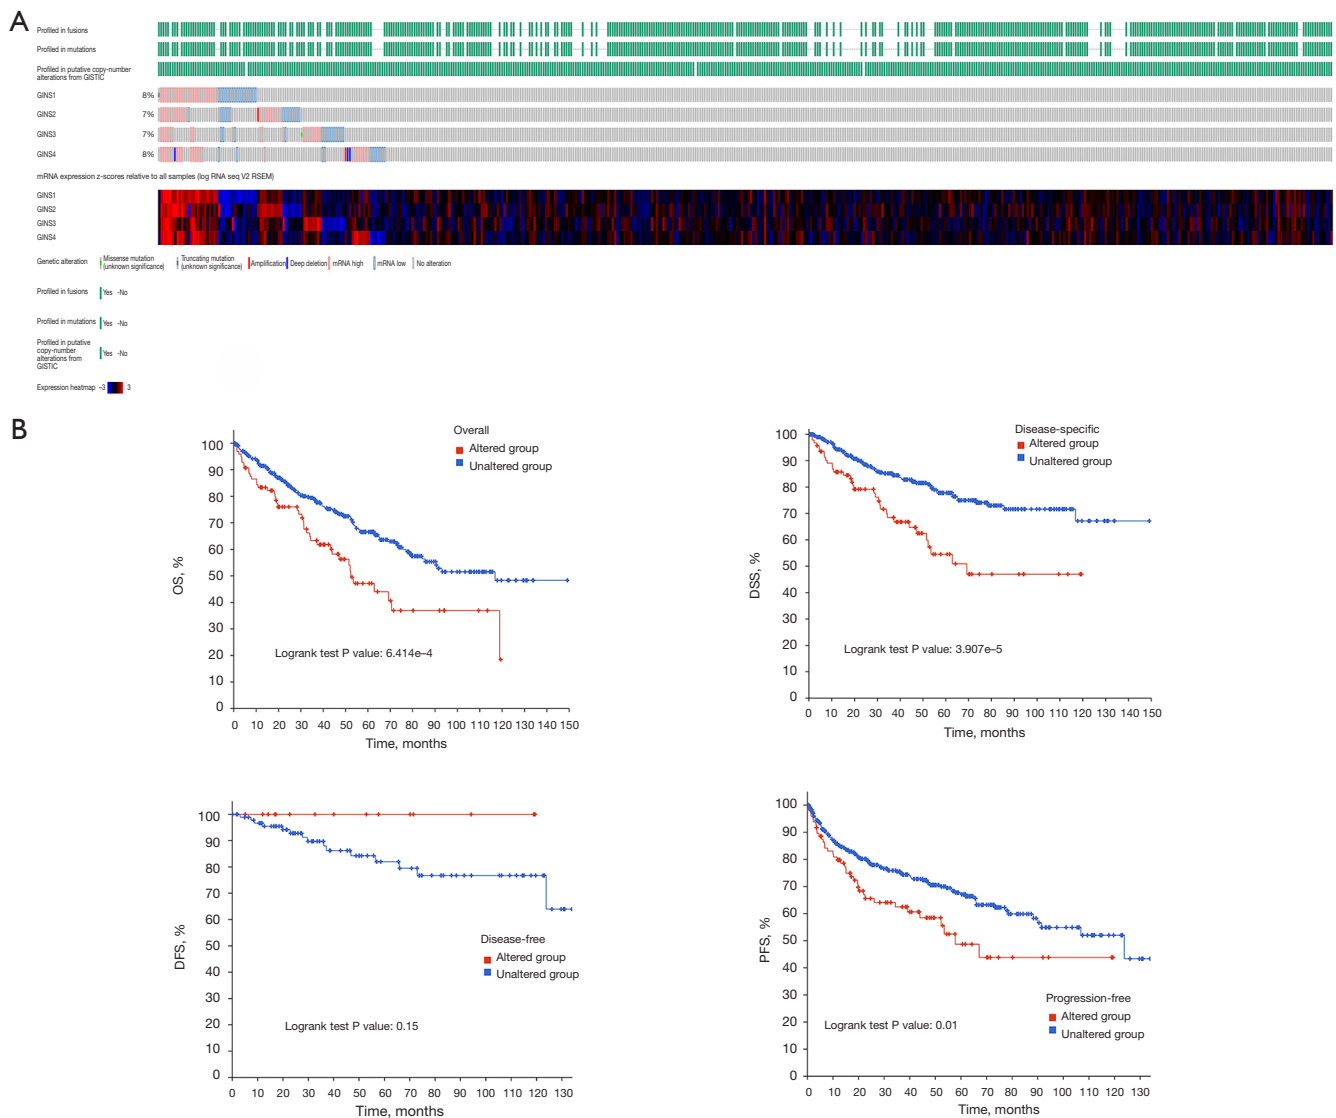 A
Profiled in fusions
Profiled in mutations
Profiled in putative copy-number
alterations from GISTIC
GINS1 8%
GINS2 7%
GINS3 7%
GINS4 8%
mRNA expression z-scores relative to all samples (log RNA seq V2 RSEM)
GINS1
GINS2
GINS3
GINS4
Genetic alteration Missense mutation (unknown significance) Truncating mutation (unknown significance) Amplification Deep deletion mRNA high mRNA low No alteration
Profiled in fusions Yes -No
Profiled in mutations Yes -No
Profiled in putative
copy-number
alterations from
GISTIC
Yes -No
Expression heatmap -3 3
B
Overall
Altered group
Unaltered group
100
90
80
70
60
50
40
30
20
10
0
OS, %
Logrank test P value: 6.414e–4
0 10 20 30 40 50 60 70 80 90 100 110 120 130 140 150
Time, months
Disease-specific
Altered group
Unaltered group
100
90
80
70
60
50
40
30
20
10
0
DSS, %
Logrank test P value: 3.907e–5
0 10 20 30 40 50 60 70 80 90 100 110 120 130 140 150
Time, months
100
90
80
70
60
50
40
30
20
10
0
DFS, %
Disease-free
Altered group
Unaltered group
Logrank test P value: 0.15
0 10 20 30 40 50 60 70 80 90 100 110 120 130
Time, months
100
90
80
70
60
50
40
30
20
10
0
PFS, %
Progression-free
Altered group
Unaltered group
Logrank test P value: 0.01
0 10 20 30 40 50 60 70 80 90 100 110 120 130
Time, months